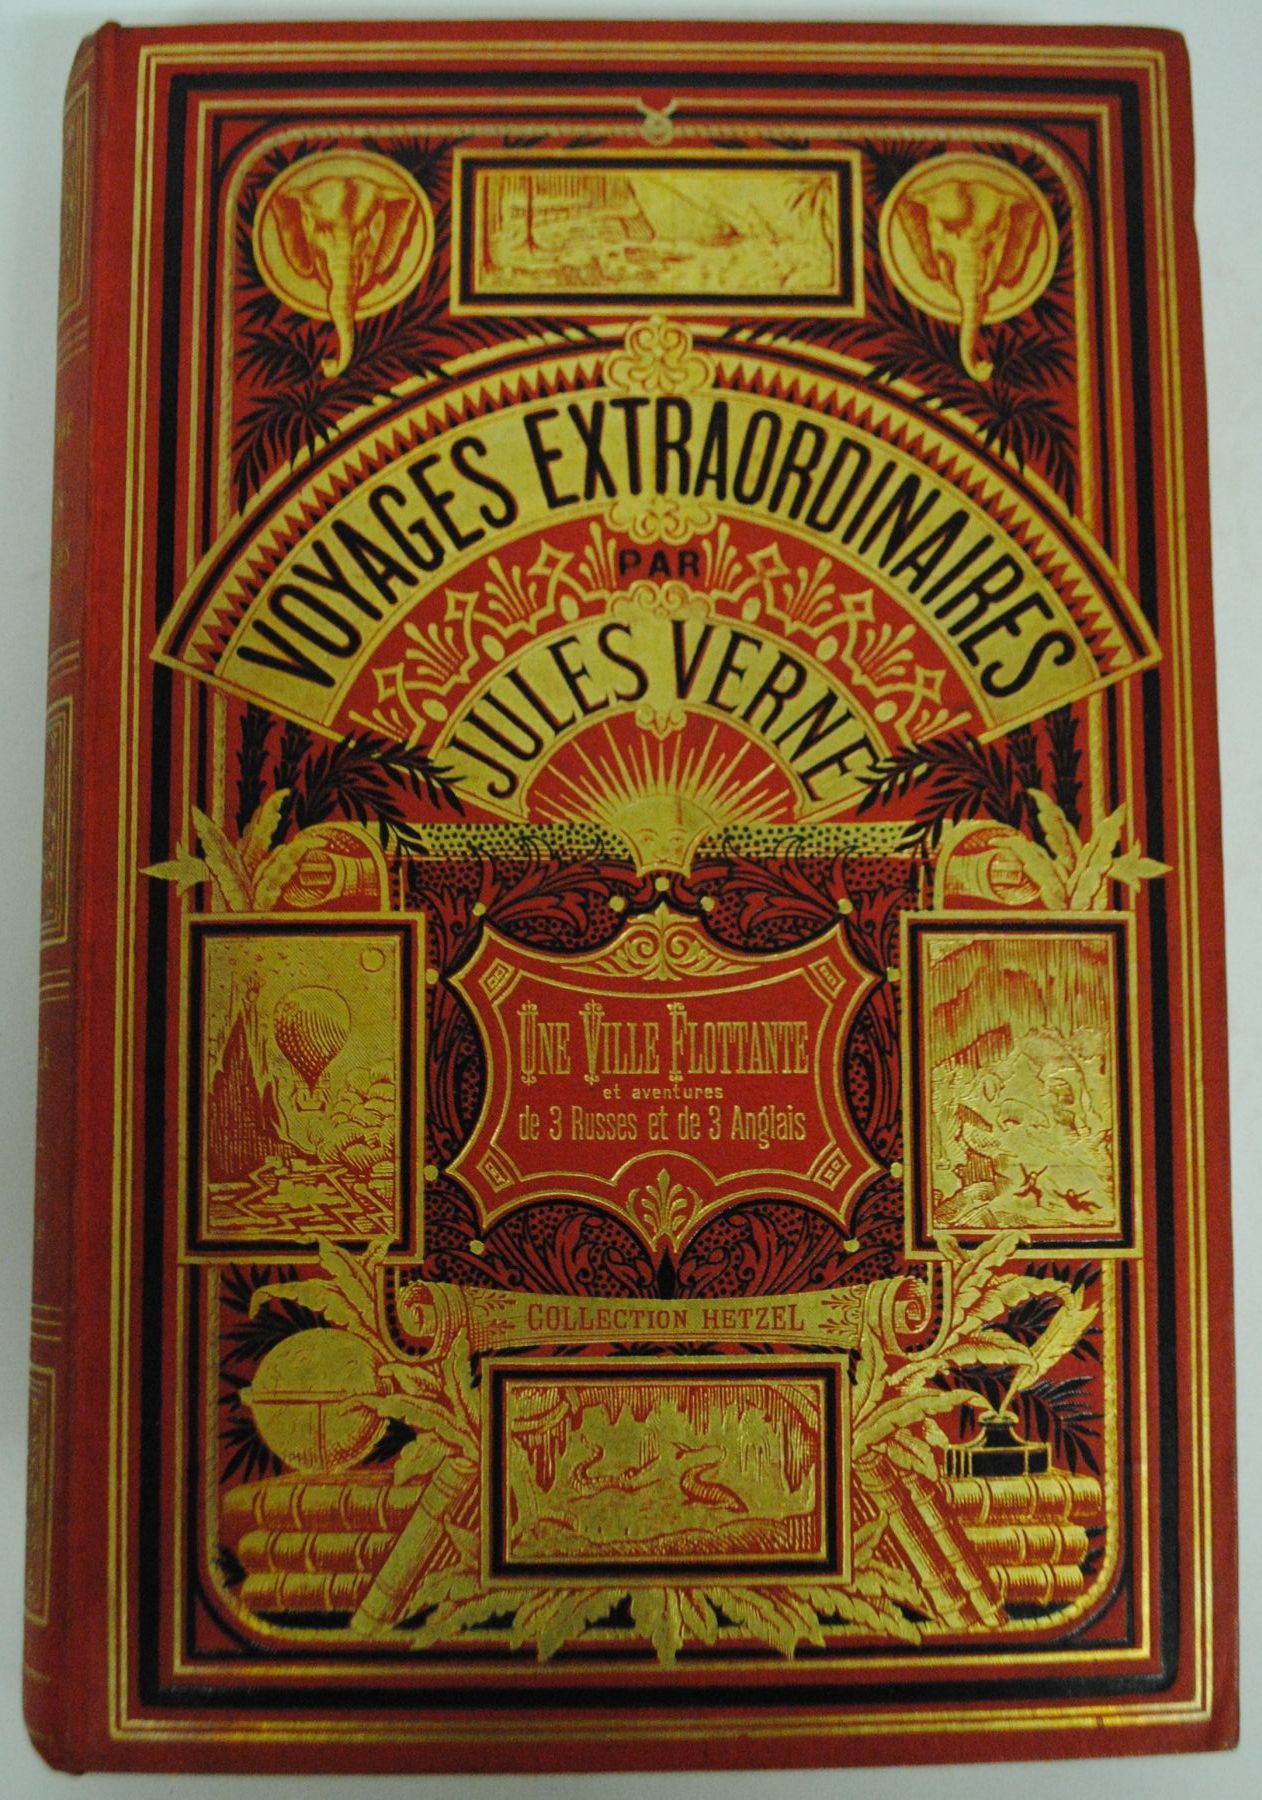 VOYAGES EXTRAORDINAIRES
PAR
JULES VERNE
UNE VILLE FLOTTANTE
et aventures
de 3 Russes et de 3 Anglais
COLLECTION HETZEL